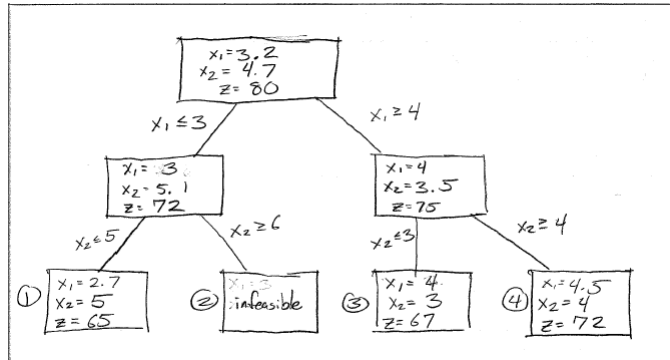 x₁=3.2
x₂=4.7
z=80
x₁≤3
x₁≥4
x₁=3
x₂=5.1
z=72
x₁=4
x₂=3.5
z=75
x₂≤5
x₂≥6
x₂≤3
x₂≥4
①
x₁=2.7
x₂=5
z=65
②
infeasible
③
x₁=4
x₂=3
z=67
④
x₁=4.5
x₂=4
z=72